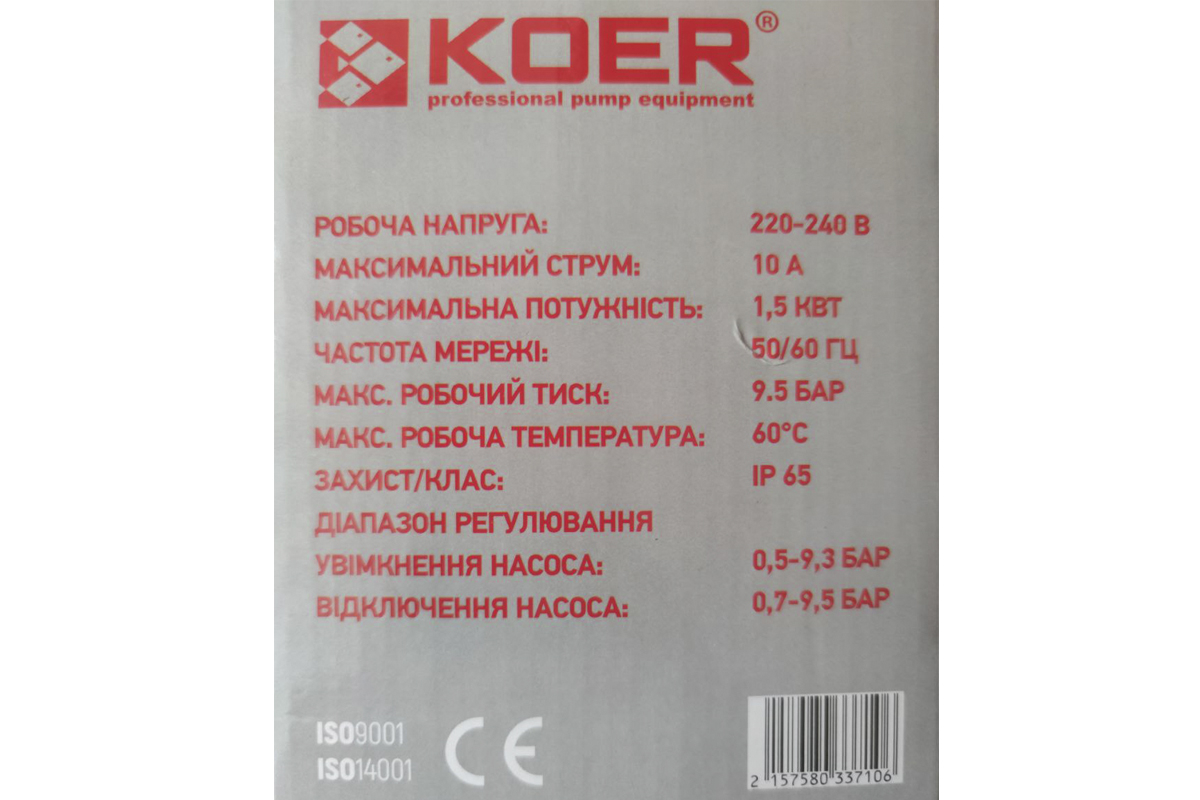 KOER®
professional pump equipment
РОБОЧА НАПРУГА: 220-240 В
МАКСИМАЛЬНИЙ СТРУМ: 10 А
МАКСИМАЛЬНА ПОТУЖНІСТЬ: 1,5 КВТ
ЧАСТОТА МЕРЕЖІ: 50/60 ГЦ
МАКС. РОБОЧИЙ ТИСК: 9.5 БАР
МАКС. РОБОЧА ТЕМПЕРАТУРА: 60°C
ЗАХИСТ/КЛАС: IP 65
ДІАПАЗОН РЕГУЛЮВАННЯ
УВІМКНЕННЯ НАСОСА: 0,5-9,3 БАР
ВІДКЛЮЧЕННЯ НАСОСА: 0,7-9,5 БАР
ISO9001
ISO14001
CE
2 157580 337106